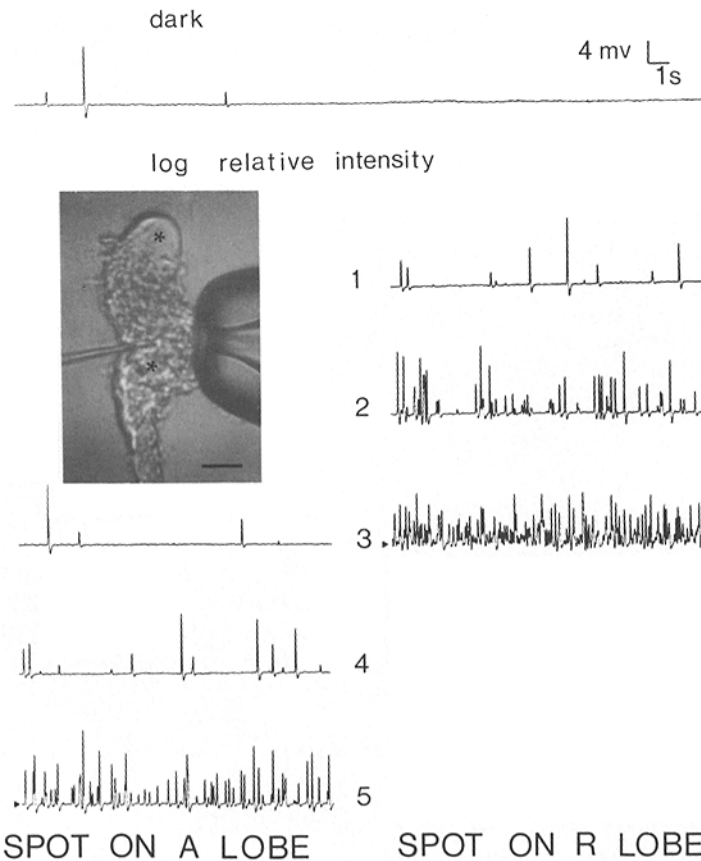 dark
4 mv
1s
log relative intensity
*
*
1
2
3
4
5
SPOT ON A LOBE
SPOT ON R LOBE